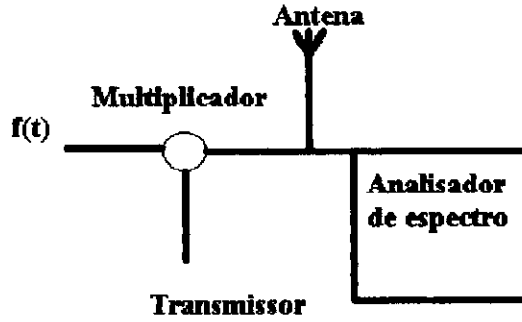 Antena
Multiplicador
f(t)
Analisador
de espectro
Transmissor